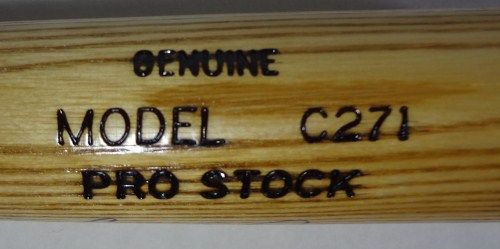 GENUINE
MODEL C271
PRO STOCK